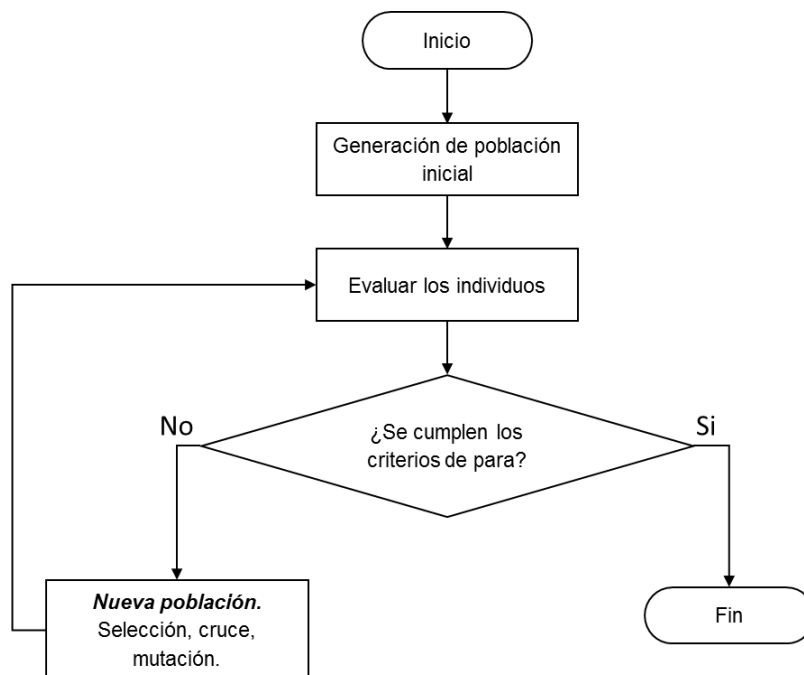 Inicio
Generación de población
inicial
Evaluar los individuos
¿Se cumplen los
criterios de para?
No
Si
Nueva población.
Selección, cruce,
mutación.
Fin